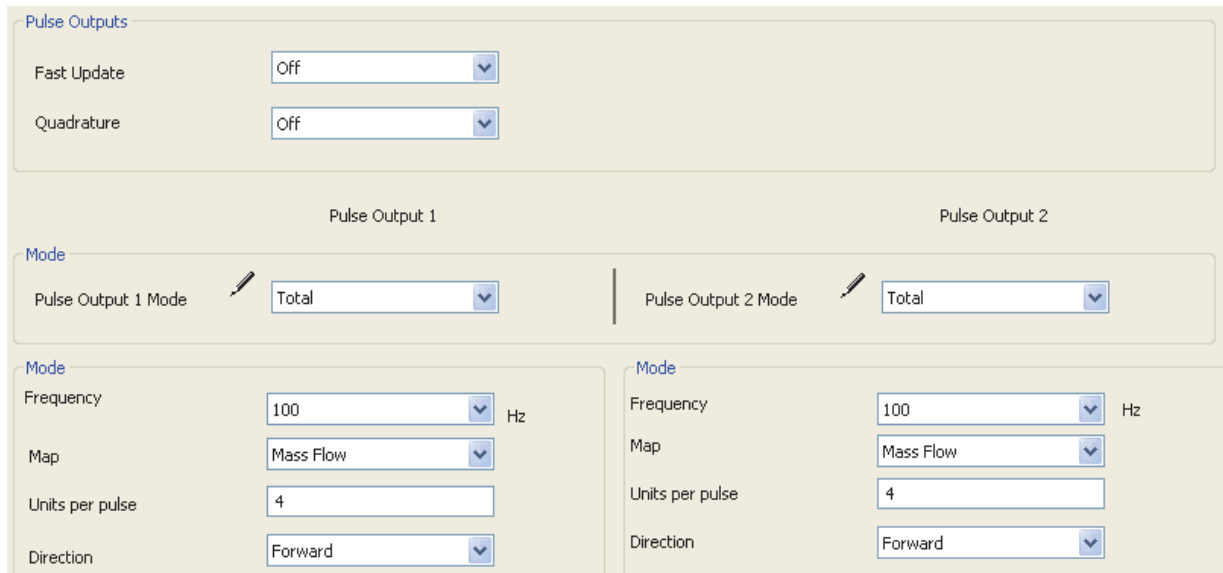 Pulse Outputs
Fast Update Off
Quadrature Off
Pulse Output 1 Pulse Output 2
Mode
Pulse Output 1 Mode Total Pulse Output 2 Mode Total
Mode Mode
Frequency 100 Hz Frequency 100 Hz
Map Mass Flow Map Mass Flow
Units per pulse 4 Units per pulse 4
Direction Forward Direction Forward